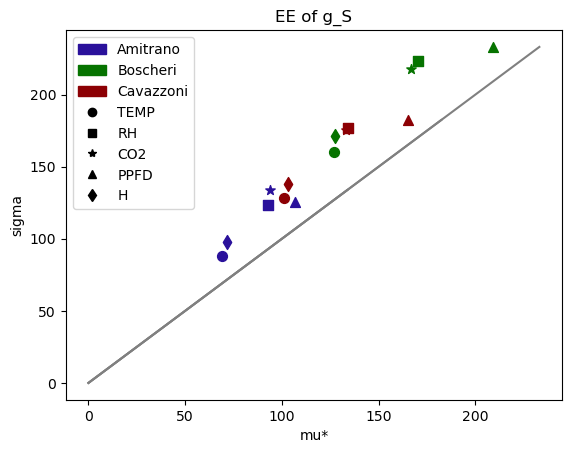 EE of g_S
Amitrano
Boscheri
Cavazzoni
TEMP
RH
CO2
PPFD
H
sigma
200
150
100
50
0
0 50 100 150 200
mu*